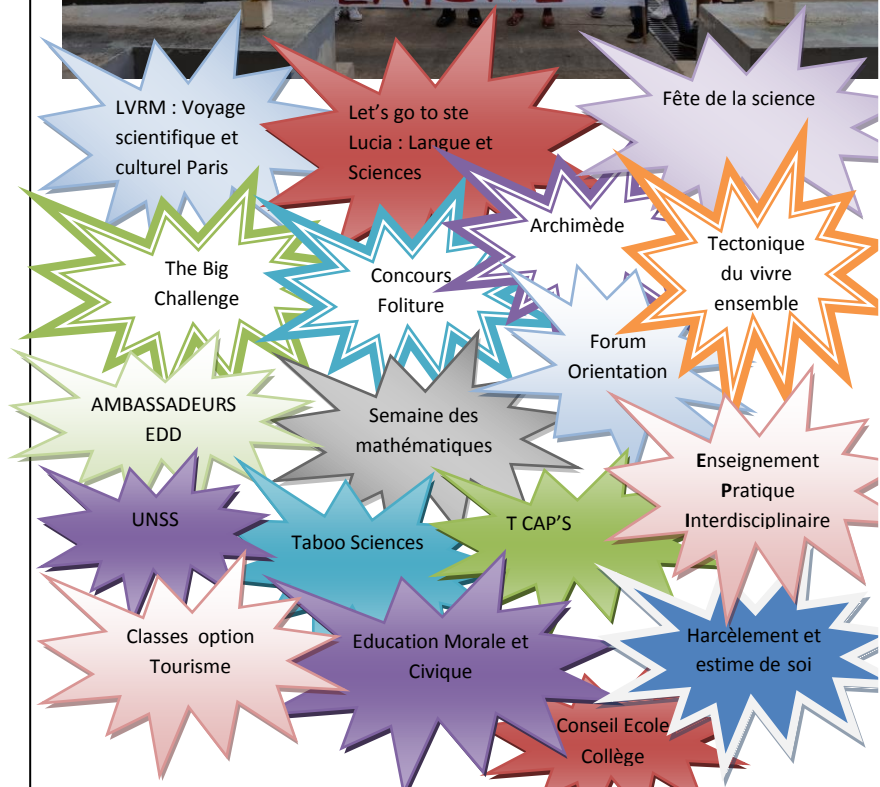 LVRM : Voyage
scientifique et
culturel Paris
Let's go to ste
Lucia : Langue et
Sciences
Fête de la science
The Big
Challenge
Concours
Foliture
Archimède
Tectonique
du vivre
ensemble
Forum
Orientation
AMBASSADEURS
EDD
Semaine des
mathématiques
Enseignement
Pratique
Interdisciplinaire
UNSS
Taboo Sciences
T CAP'S
Classes option
Tourisme
Education Morale et
Civique
Harcèlement et
estime de soi
Conseil Ecole
Collège